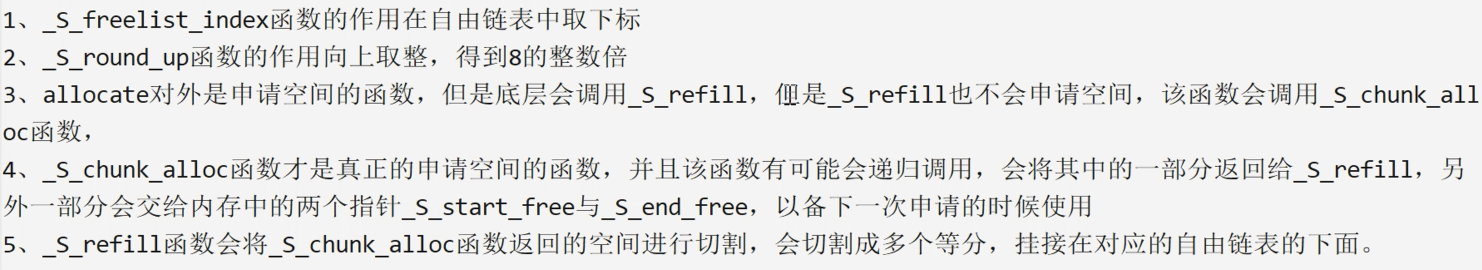 1、_S_freelist_index函数的作用在自由链表中取下标
2、_S_round_up函数的作用向上取整，得到8的整数倍
3、allocate对外是申请空间的函数，但是底层会调用_S_refill，但是_S_refill也不会申请空间，该函数会调用_S_chunk_all
oc函数，
4、_S_chunk_alloc函数才是真正的申请空间的函数，并且该函数有可能会递归调用，会将其中的一部分返回给_S_refill，另
外一部分会交给内存中的两个指针_S_start_free与_S_end_free，以备下一次申请的时候使用
5、_S_refill函数会将_S_chunk_alloc函数返回的空间进行切割，会切割成多个等分，挂接在对应的自由链表的下面。